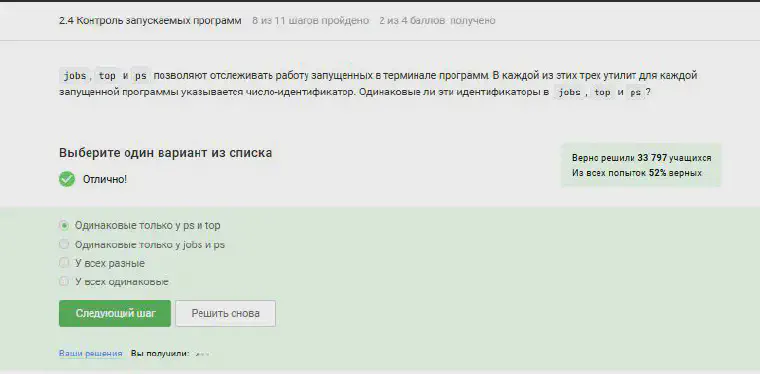 2.4 Контроль запускаемых программ 8 из 11 шагов пройдено 2 из 4 баллов получено
jobs, top и ps позволяют отслеживать работу запущенных в терминале программ. В каждой из этих трех утилит для каждой
запущенной программы указывается число-идентификатор. Одинаковые ли эти идентификаторы в jobs, top и ps?
Выберите один вариант из списка
Верно решили 33 797 учащихся
Отлично!
Из всех попыток 52% верных
Одинаковые только у ps и top
Одинаковые только у jobs и ps
У всех разные
У всех одинаковые
Следующий шаг Решить снова
Ваши решения Вы получили: